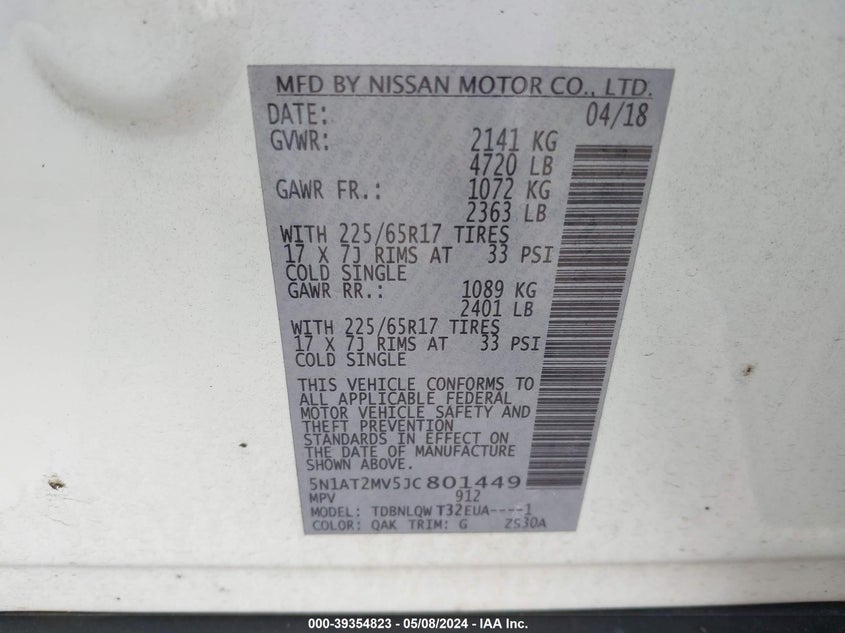 MFD BY NISSAN MOTOR CO., LTD.
DATE: 04/18
GVWR: 2141 KG
4720 LB
GAWR FR.: 1072 KG
2363 LB
WITH 225/65R17 TIRES
17 X 7J RIMS AT 33 PSI
COLD SINGLE
GAWR RR.: 1089 KG
2401 LB
WITH 225/65R17 TIRES
17 X 7J RIMS AT 33 PSI
COLD SINGLE
THIS VEHICLE CONFORMS TO
ALL APPLICABLE FEDERAL
MOTOR VEHICLE SAFETY AND
THEFT PREVENTION
STANDARDS IN EFFECT ON
THE DATE OF MANUFACTURE
SHOWN ABOVE.
5N1AT2MV5JC801449
MPV 912
MODEL: TDBNLQW T32EUA----1
COLOR: QAK TRIM: G ZS30A
000-39354823 - 05/08/2024 - IAA Inc.